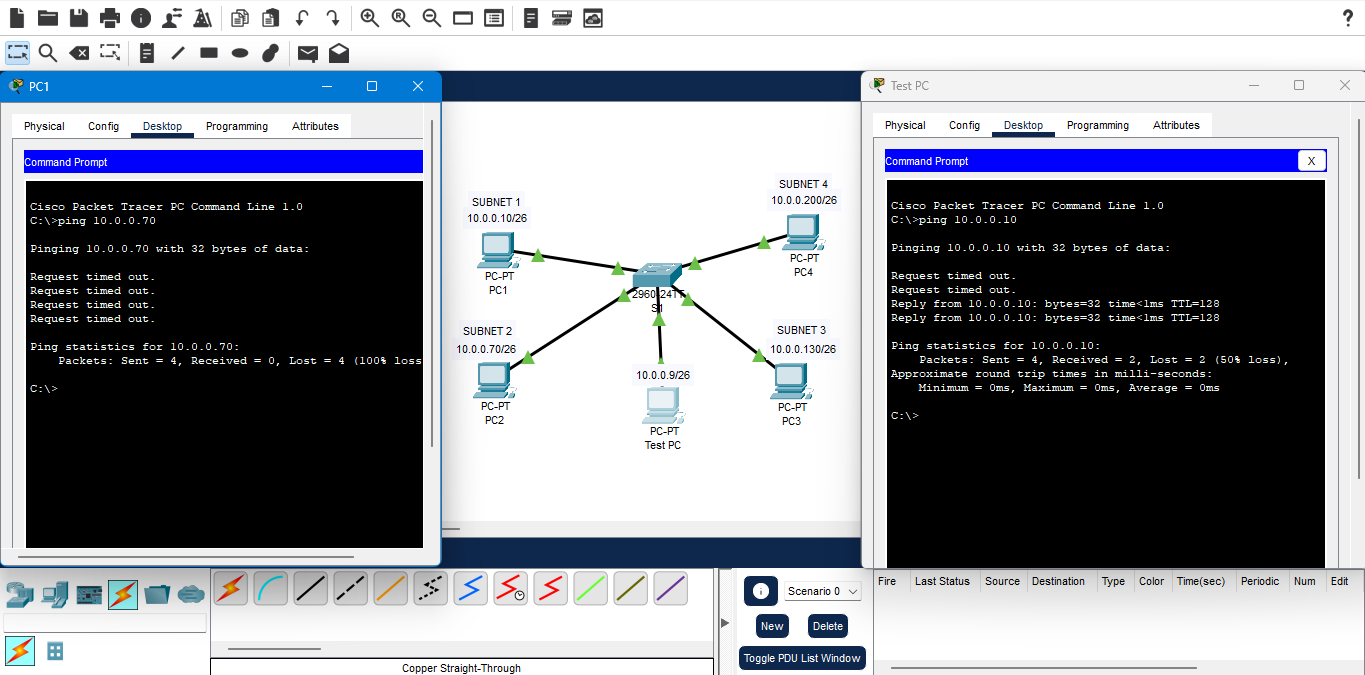 ?
PC1
Physical Config Desktop Programming Attributes
Command Prompt
Cisco Packet Tracer PC Command Line 1.0
C:\>ping 10.0.0.70
Pinging 10.0.0.70 with 32 bytes of data:
Request timed out.
Request timed out.
Request timed out.
Request timed out.
Ping statistics for 10.0.0.70:
Packets: Sent = 4, Received = 0, Lost = 4 (100% loss
C:\>
SUBNET 1
10.0.0.10/26
PC-PT
PC1
SUBNET 4
10.0.0.200/26
PC-PT
PC4
2960-24TT
S1
SUBNET 2
10.0.0.70/26
PC-PT
PC2
10.0.0.9/26
PC-PT
Test PC
SUBNET 3
10.0.0.130/26
PC-PT
PC3
Test PC
Physical Config Desktop Programming Attributes
Command Prompt X
Cisco Packet Tracer PC Command Line 1.0
C:\>ping 10.0.0.10
Pinging 10.0.0.10 with 32 bytes of data:
Request timed out.
Request timed out.
Reply from 10.0.0.10: bytes=32 time<1ms TTL=128
Reply from 10.0.0.10: bytes=32 time<1ms TTL=128
Ping statistics for 10.0.0.10:
Packets: Sent = 4, Received = 2, Lost = 2 (50% loss),
Approximate round trip times in milli-seconds:
Minimum = 0ms, Maximum = 0ms, Average = 0ms
C:\>
Copper Straight-Through
Scenario 0
New Delete
Toggle PDU List Window
Fire Last Status Source Destination Type Color Time(sec) Periodic Num Edit